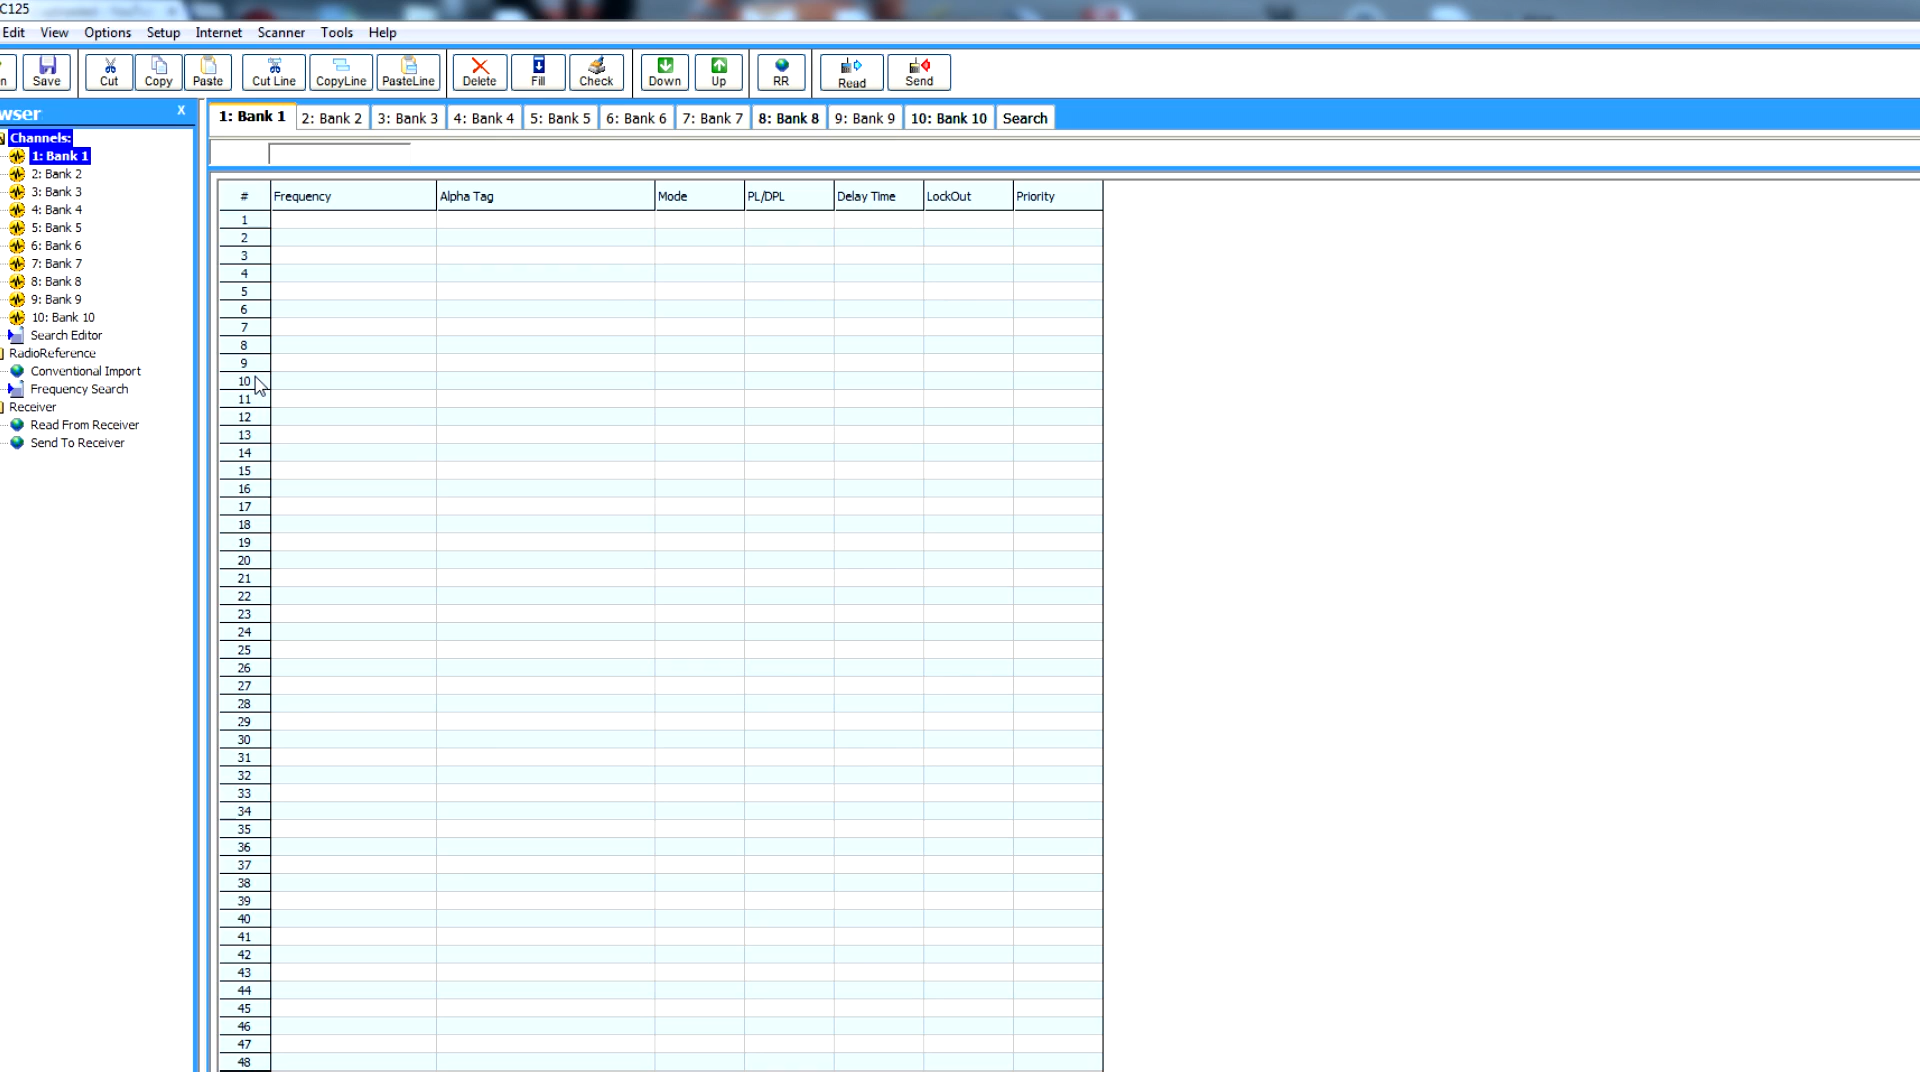 C125
Edit View Options Setup Internet Scanner Tools Help
n Save Cut Copy Paste Cut Line CopyLine PasteLine Delete Fill Check Down Up RR Read Send
wser X
1: Bank 1 2: Bank 2 3: Bank 3 4: Bank 4 5: Bank 5 6: Bank 6 7: Bank 7 8: Bank 8 9: Bank 9 10: Bank 10 Search
Channels:
1: Bank 1
2: Bank 2
3: Bank 3
4: Bank 4
5: Bank 5
6: Bank 6
7: Bank 7
8: Bank 8
9: Bank 9
10: Bank 10
Search Editor
RadioReference
Conventional Import
Frequency Search
Receiver
Read From Receiver
Send To Receiver
# Frequency Alpha Tag Mode PL/DPL Delay Time LockOut Priority
1
2
3
4
5
6
7
8
9
10
11
12
13
14
15
16
17
18
19
20
21
22
23
24
25
26
27
28
29
30
31
32
33
34
35
36
37
38
39
40
41
42
43
44
45
46
47
48